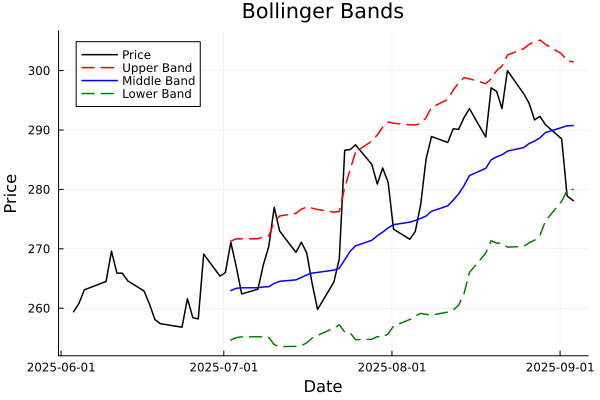 Bollinger Bands
Price
Upper Band
Middle Band
Lower Band
Price
300
290
280
270
260
2025-06-01
2025-07-01
2025-08-01
2025-09-01
Date